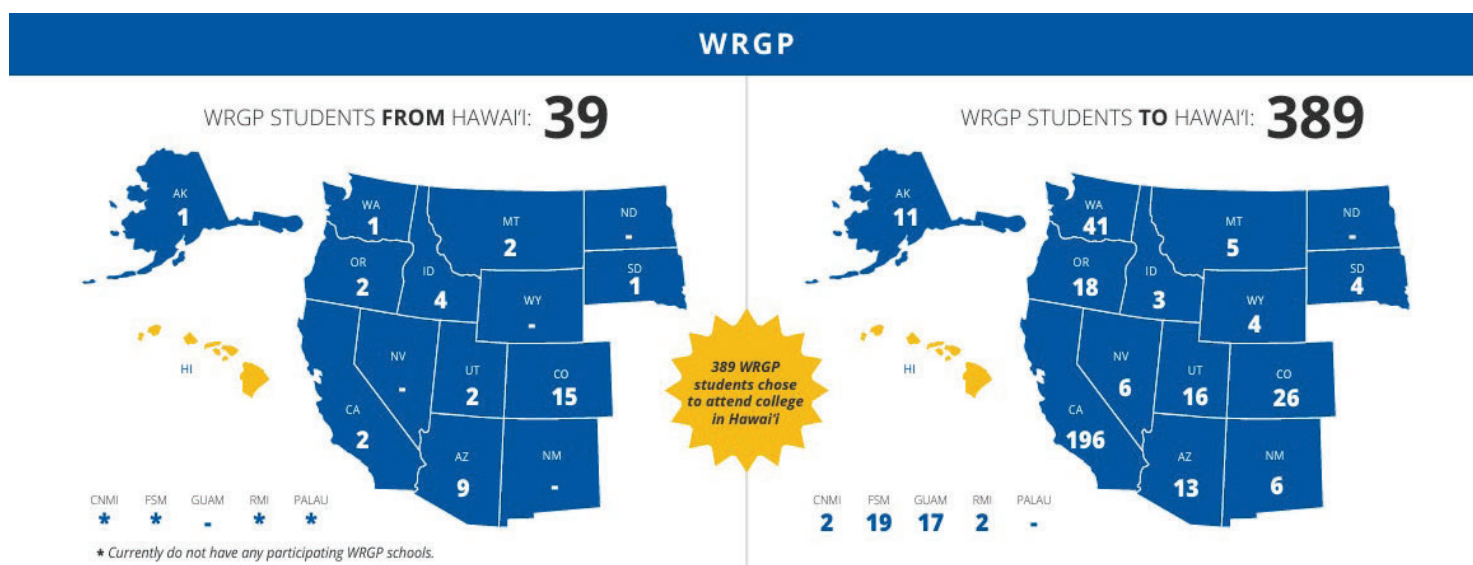 WRGP
WRGP STUDENTS FROM HAWAI'I: 39
AK
1
WA
1
MT
2
ND
-
OR
2
ID
4
SD
1
WY
-
HI
NV
-
UT
2
CO
15
CA
2
AZ
9
NM
-
CNMI FSM GUAM RMI PALAU
* * - * *
* Currently do not have any participating WRGP schools.
389 WRGP
students chose
to attend college
in Hawai'i
WRGP STUDENTS TO HAWAI'I: 389
AK
11
WA
41
MT
5
ND
-
OR
18
ID
3
SD
4
WY
4
HI
NV
6
UT
16
CO
26
CA
196
AZ
13
NM
6
CNMI FSM GUAM RMI PALAU
2 19 17 2 -